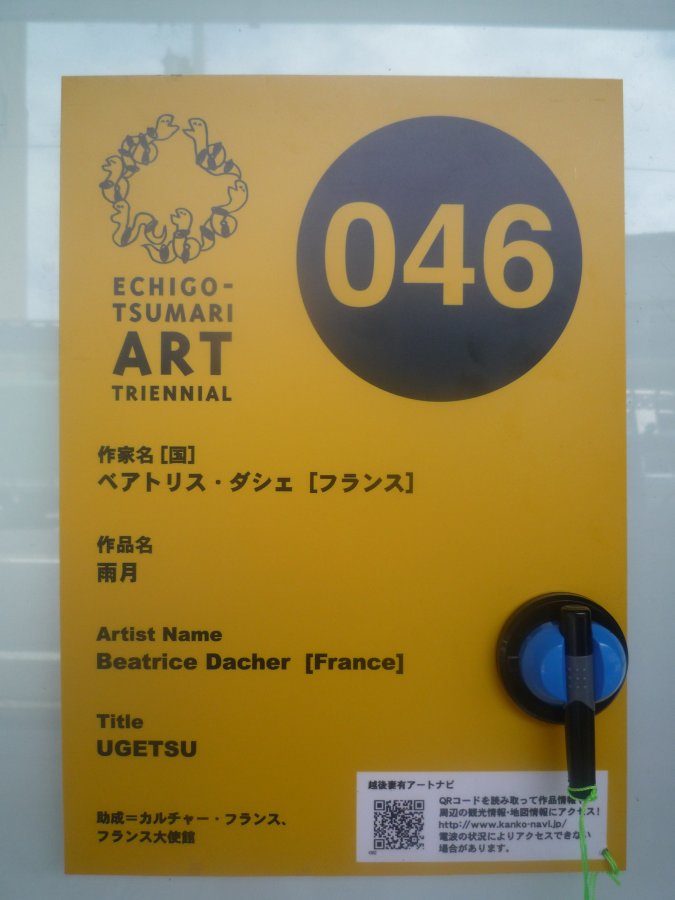 046
ECHIGO-
TSUMARI
ART
TRIENNIAL
作家名［国］
ベアトリス・ダシェ［フランス］
作品名
雨月
Artist Name
Beatrice Dacher [France]
Title
UGETSU
助成＝カルチャー・フランス、
フランス大使館
越後妻有アートナビ
QRコードを読み取って作品情報
周辺の観光情報・地図情報にアクセス！
http://www.kanko-navi.jp/
電波の状況によりアクセスできない
場合があります。